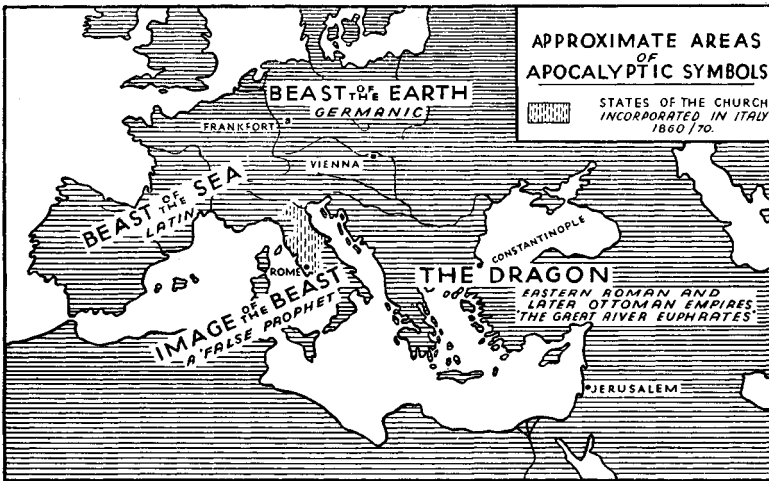 APPROXIMATE AREAS
OF
APOCALYPTIC SYMBOLS
STATES OF THE CHURCH
INCORPORATED IN ITALY
1860/70.
BEAST OF THE EARTH
GERMANIC
FRANKFORT
VIENNA
BEAST OF THE SEA
LATIN
CONSTANTINOPLE
ROME
THE DRAGON
EASTERN ROMAN AND
LATER OTTOMAN EMPIRES
"THE GREAT RIVER EUPHRATES"
IMAGE OF THE BEAST
A "FALSE PROPHET"
JERUSALEM